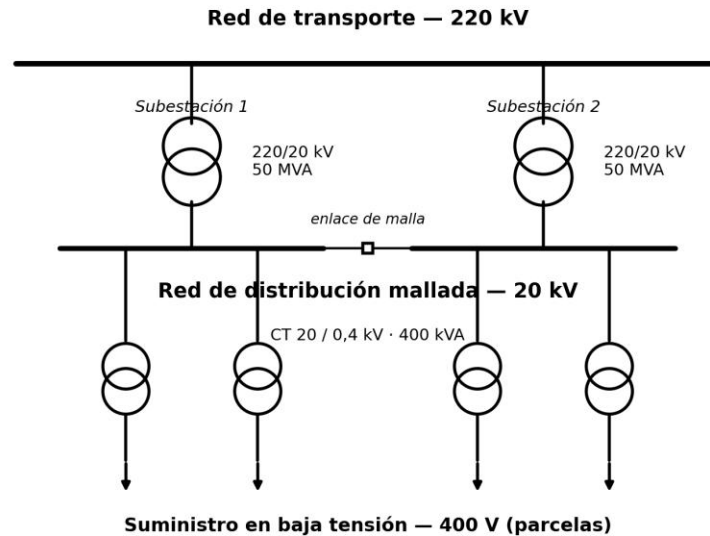 Red de transporte — 220 kV
Subestación 1
Subestación 2
220/20 kV
50 MVA
220/20 kV
50 MVA
enlace de malla
Red de distribución mallada — 20 kV
CT 20 / 0,4 kV · 400 kVA
Suministro en baja tensión — 400 V (parcelas)